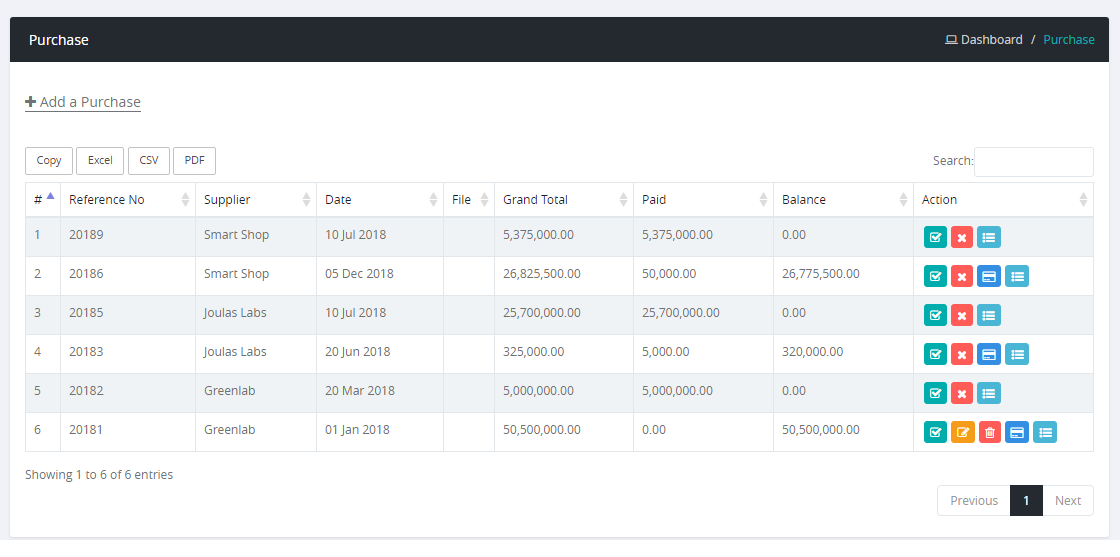 Purchase
Dashboard / Purchase
Add a Purchase
Copy Excel CSV PDF Search:
# Reference No Supplier Date File Grand Total Paid Balance Action
1 20189 Smart Shop 10 Jul 2018 5,375,000.00 5,375,000.00 0.00
2 20186 Smart Shop 05 Dec 2018 26,825,500.00 50,000.00 26,775,500.00
3 20185 Joulas Labs 10 Jul 2018 25,700,000.00 25,700,000.00 0.00
4 20183 Joulas Labs 20 Jun 2018 325,000.00 5,000.00 320,000.00
5 20182 Greenlab 20 Mar 2018 5,000,000.00 5,000,000.00 0.00
6 20181 Greenlab 01 Jan 2018 50,500,000.00 0.00 50,500,000.00
Showing 1 to 6 of 6 entries
Previous 1 Next